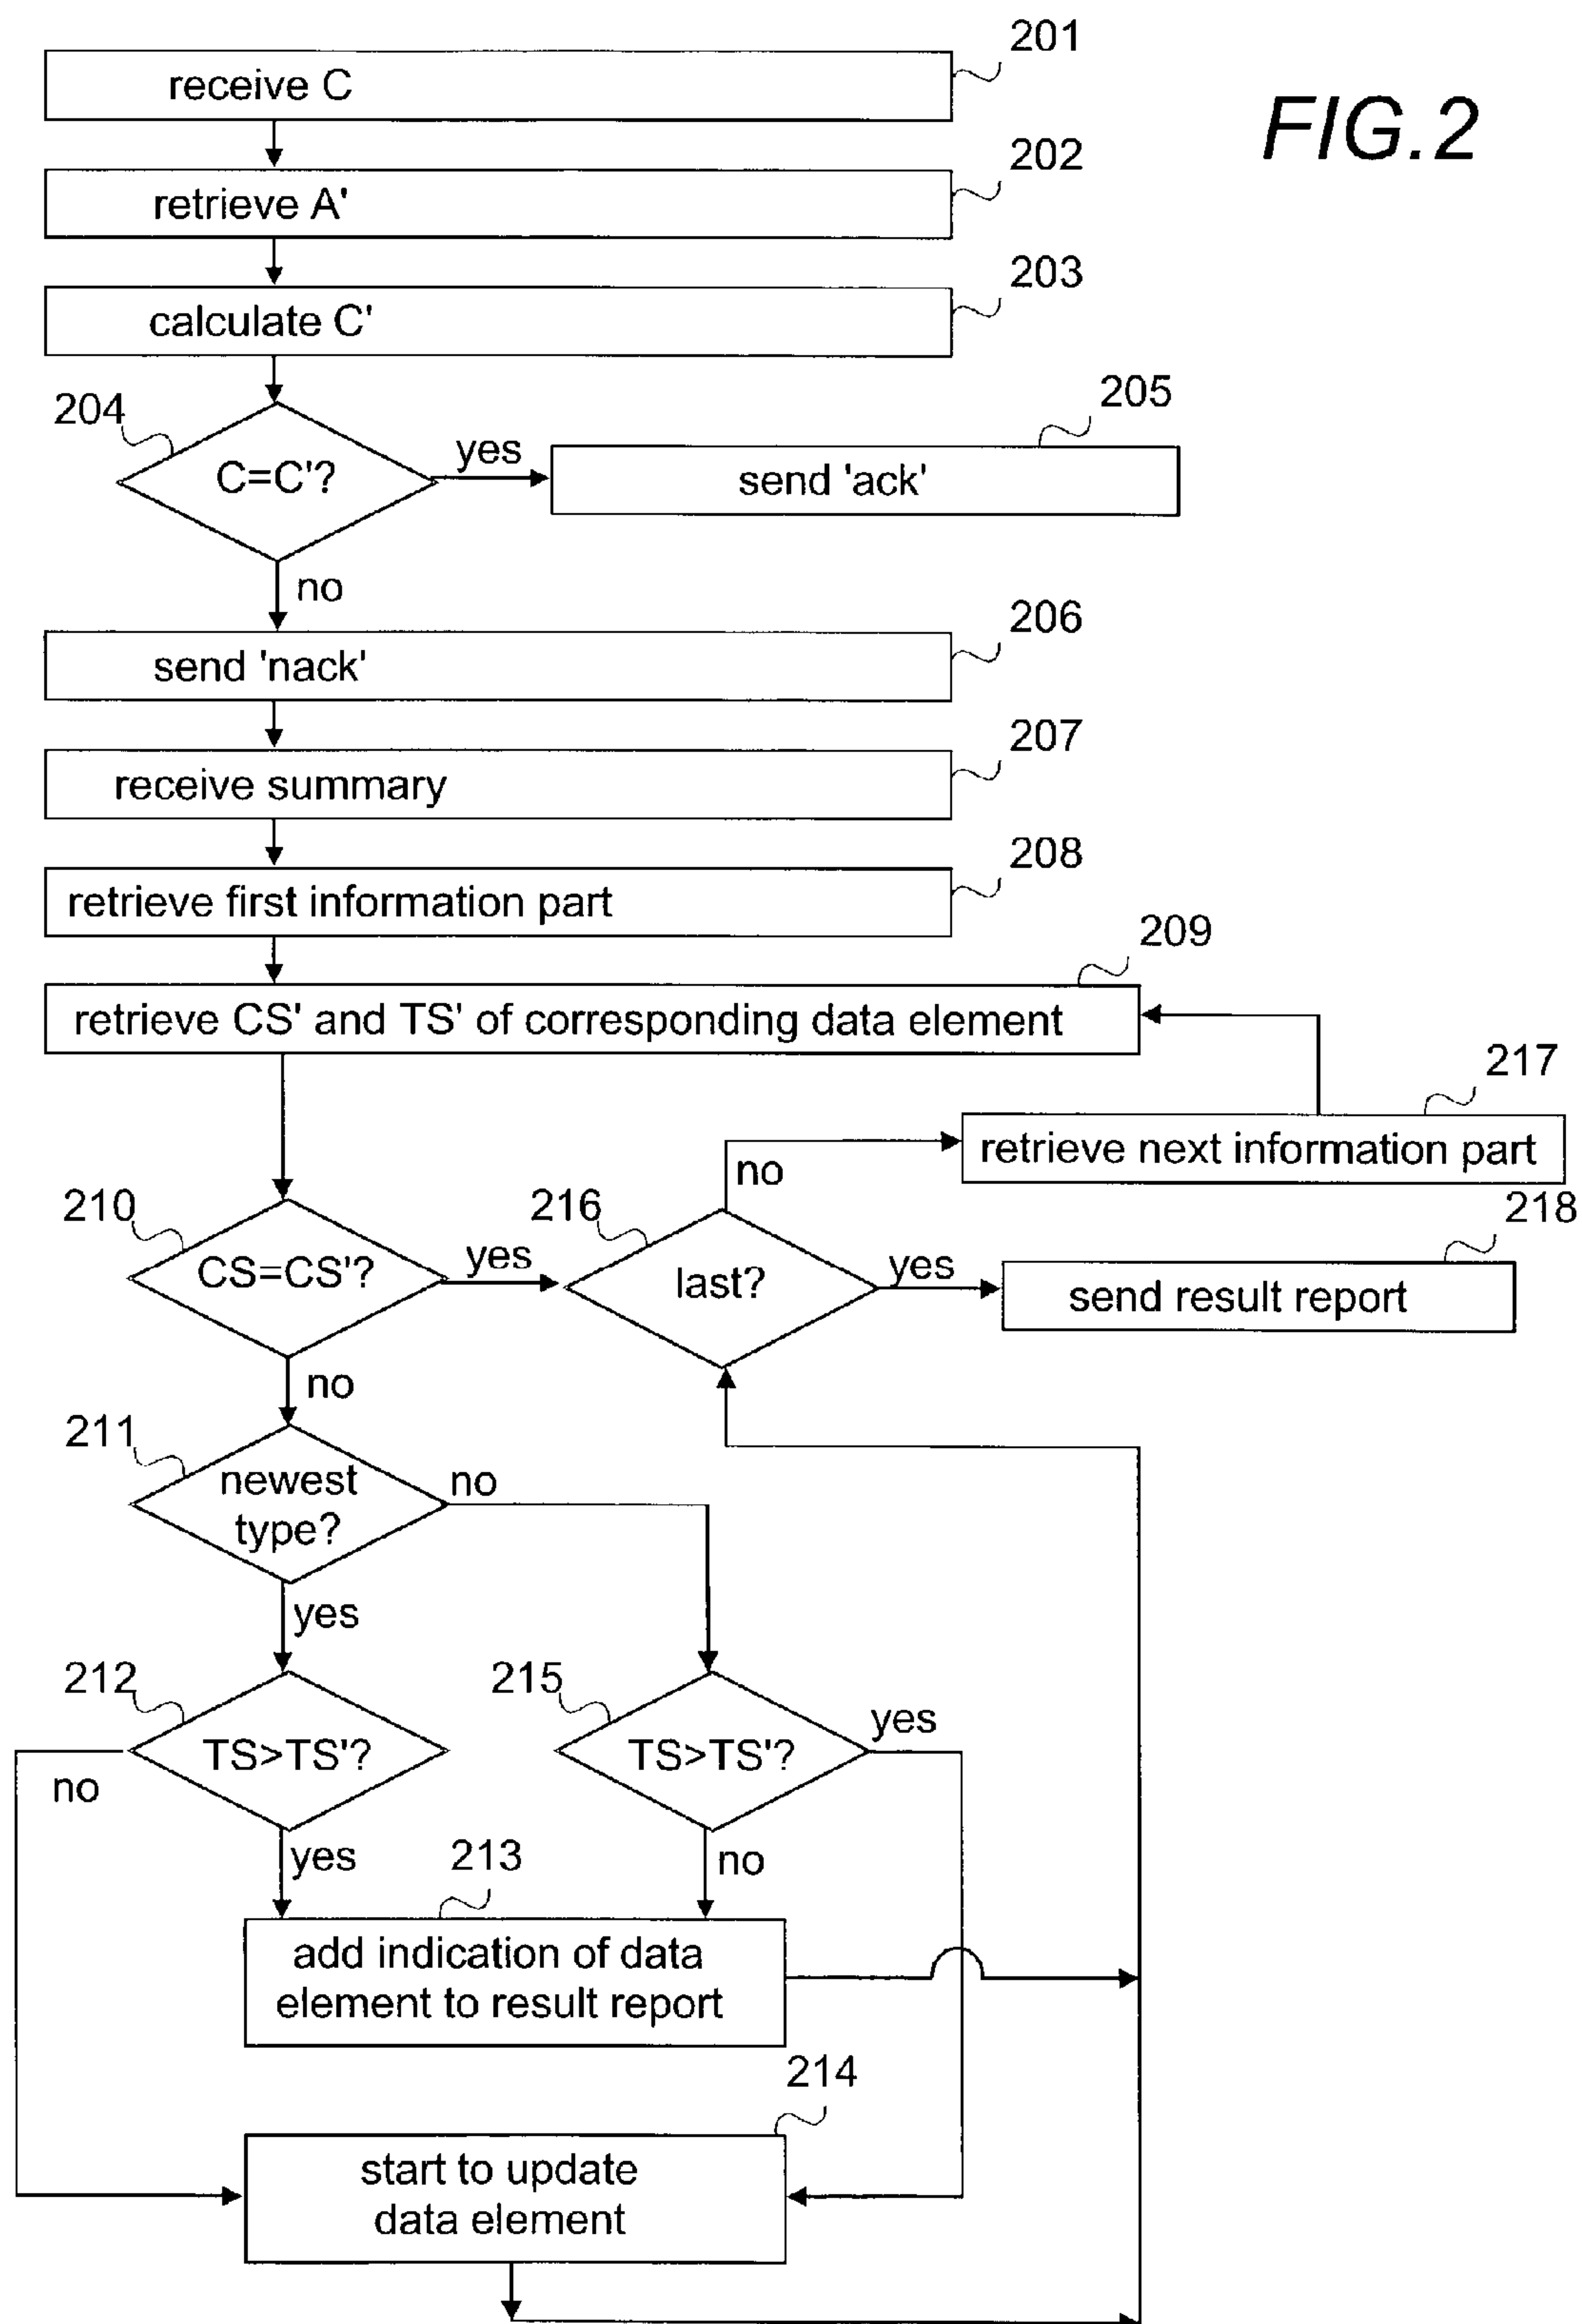 201
receive C
FIG.2
202
retrieve A'
203
calculate C'
204
C=C'?
yes
205
send 'ack'
no
206
send 'nack'
207
receive summary
208
retrieve first information part
209
retrieve CS' and TS' of corresponding data element
217
retrieve next information part
no
210
CS=CS'?
yes
216
last?
yes
218
send result report
no
211
newest
type?
no
yes
212
TS>TS'?
no
215
TS>TS'?
yes
yes
213
no
add indication of data
element to result report
214
start to update
data element